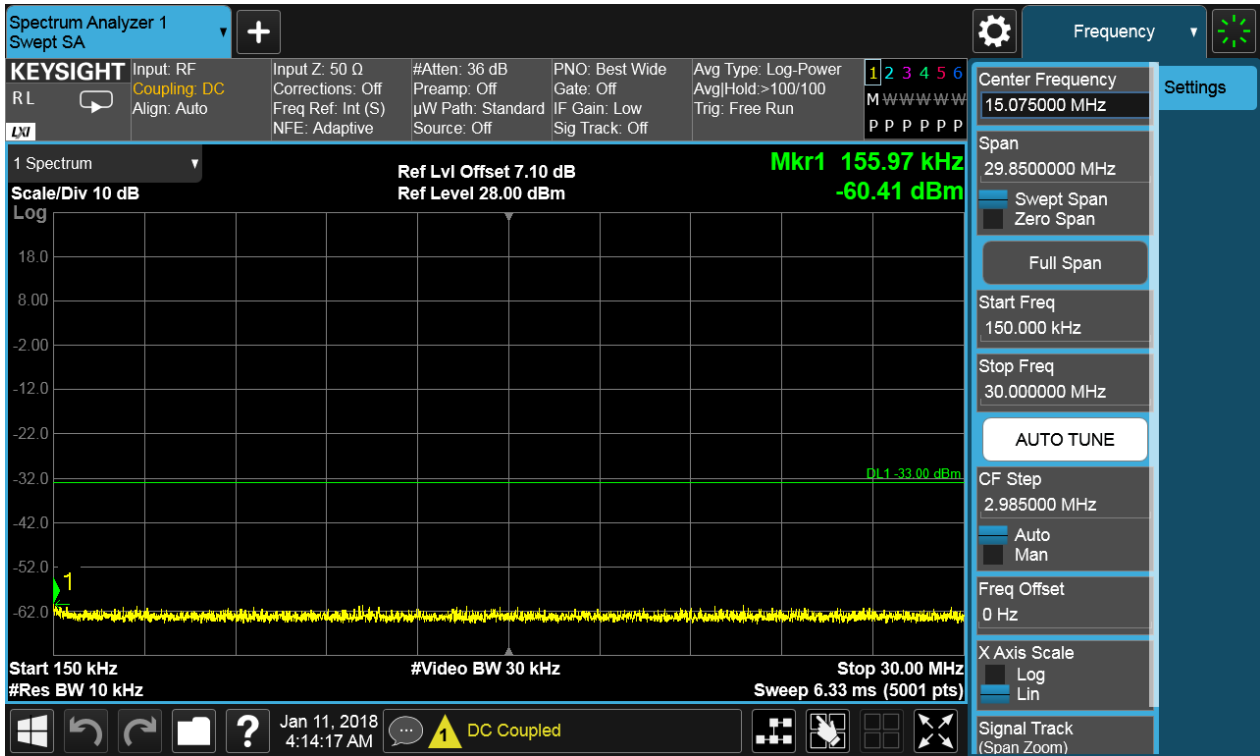 Spectrum Analyzer 1
Swept SA
+
Frequency
KEYSIGHT
R L
LXI
Input: RF
Coupling: DC
Align: Auto
Input Z: 50 Ω
Corrections: Off
Freq Ref: Int (S)
NFE: Adaptive
#Atten: 36 dB
Preamp: Off
µW Path: Standard
Source: Off
PNO: Best Wide
Gate: Off
IF Gain: Low
Sig Track: Off
Avg Type: Log-Power
Avg|Hold:>100/100
Trig: Free Run
1 2 3 4 5 6
M W W W W W
P P P P P P
1 Spectrum
Scale/Div 10 dB
Log
Ref Lvl Offset 7.10 dB
Ref Level 28.00 dBm
Mkr1 155.97 kHz
-60.41 dBm
18.0
8.00
-2.00
-12.0
-22.0
-32.0
DL1 -33.00 dBm
-42.0
-52.0
1
-62.0
Start 150 kHz
#Res BW 10 kHz
#Video BW 30 kHz
Stop 30.00 MHz
Sweep 6.33 ms (5001 pts)
Center Frequency
15.075000 MHz
Span
29.8500000 MHz
Swept Span
Zero Span
Full Span
Start Freq
150.000 kHz
Stop Freq
30.000000 MHz
AUTO TUNE
CF Step
2.985000 MHz
Auto
Man
Freq Offset
0 Hz
X Axis Scale
Log
Lin
Signal Track
(Span Zoom)
Settings
?
Jan 11, 2018
4:14:17 AM
1
DC Coupled